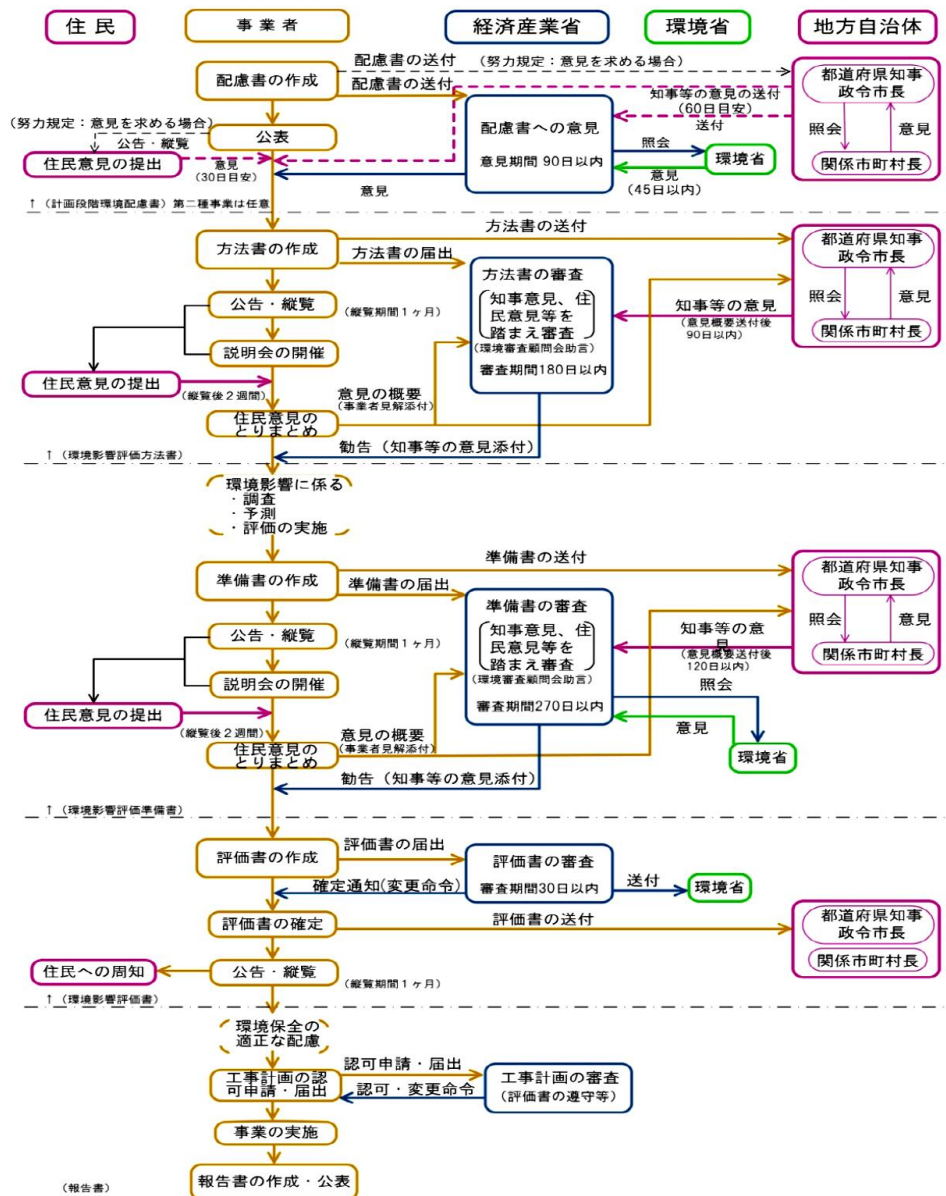 住民
事業者
経済産業省
環境省
地方自治体
配慮書の作成
配慮書の送付
(努力規定：意見を求める場合)
配慮書の送付
都道府県知事
政令市長
照会
意見
関係市町村長
知事等の意見の送付
(60日目安)
送付
(努力規定：意見を求める場合)
公告・縦覧
公表
住民意見の提出
意見
(30日目安)
配慮書への意見
意見期間 90日以内
照会
環境省
意見
(45日以内)
意見
↑（計画段階環境配慮書）第二種事業は任意
方法書の作成
方法書の送付
方法書の届出
都道府県知事
政令市長
照会
意見
関係市町村長
公告・縦覧
(縦覧期間1ヶ月)
方法書の審査
知事意見、住
民意見等を
踏まえ審査
(環境審査顧問会助言)
審査期間180日以内
知事等の意見
(意見概要送付後
90日以内)
説明会の開催
住民意見の提出
(縦覧後２週間)
意見の概要
(事業者見解添付)
住民意見の
とりまとめ
勧告（知事等の意見添付）
↑（環境影響評価方法書）
環境影響に係る
・調査
・予測
・評価の実施
準備書の作成
準備書の送付
準備書の届出
都道府県知事
政令市長
照会
意見
関係市町村長
公告・縦覧
(縦覧期間1ヶ月)
準備書の審査
知事意見、住
民意見等を
踏まえ審査
(環境審査顧問会助言)
審査期間270日以内
知事等の意
見
(意見概要送付後
120日以内)
説明会の開催
住民意見の提出
(縦覧後２週間)
意見の概要
(事業者見解添付)
照会
意見
環境省
住民意見の
とりまとめ
勧告（知事等の意見添付）
↑（環境影響評価準備書）
評価書の作成
評価書の届出
評価書の審査
審査期間30日以内
送付
環境省
確定通知(変更命令)
評価書の確定
評価書の送付
都道府県知事
政令市長
関係市町村長
住民への周知
公告・縦覧
(縦覧期間1ヶ月)
↑（環境影響評価書）
環境保全の
適正な配慮
工事計画の認
可申請・届出
認可申請・届出
認可・変更命令
工事計画の審査
(評価書の遵守等)
事業の実施
報告書の作成・公表
(報告書)